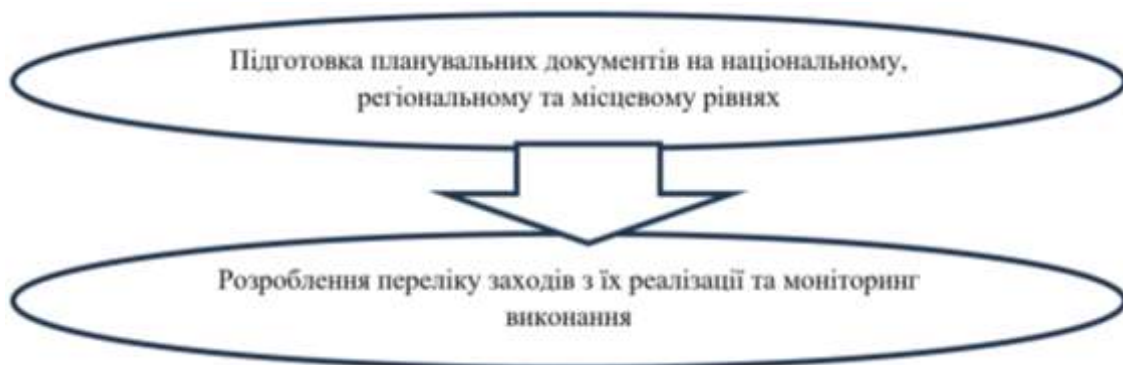 Підготовка планувальних документів на національному,
регіональному та місцевому рівнях
Розроблення переліку заходів з їх реалізації та моніторинг
виконання